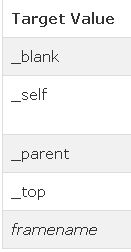 Target Value
_blank
_self
_parent
_top
framename